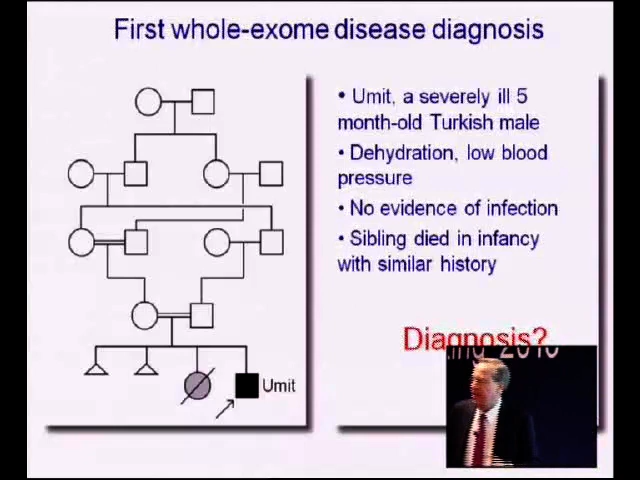 First whole-exome disease diagnosis
• Umit, a severely ill 5
month-old Turkish male
• Dehydration, low blood
pressure
• No evidence of infection
• Sibling died in infancy
with similar history
Diagnosis?
Umit